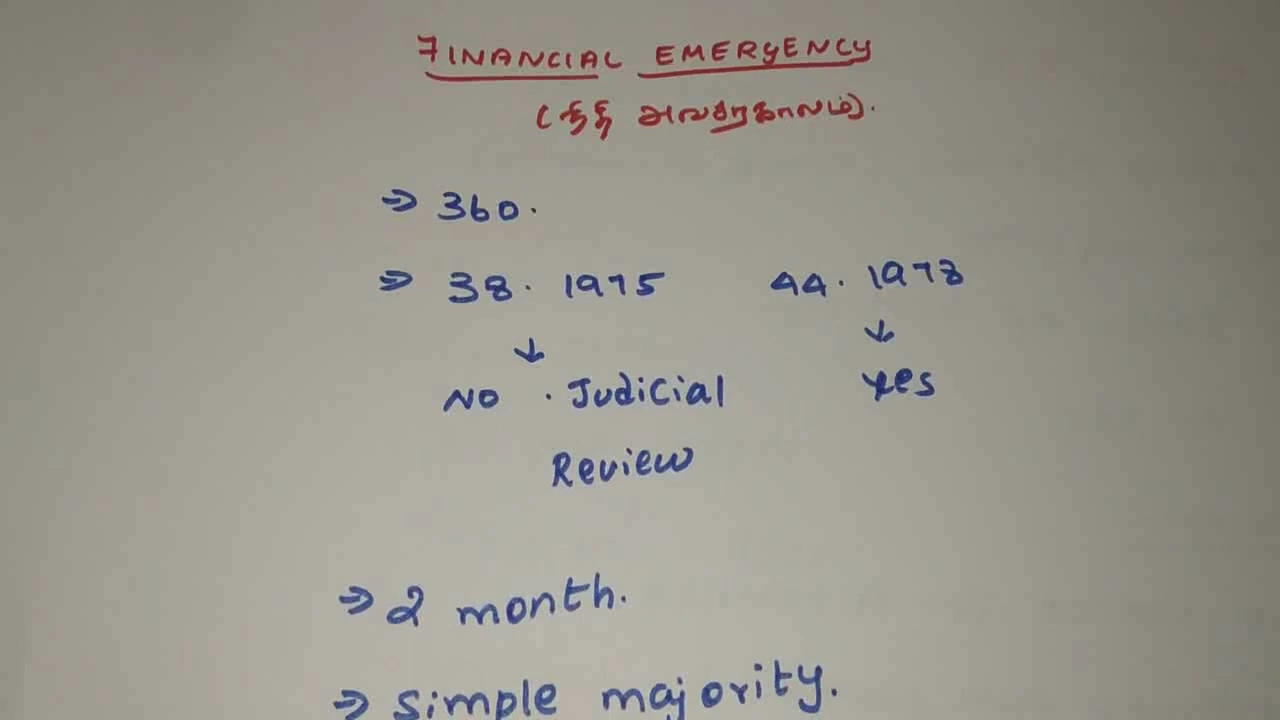 FINANCIAL EMERGENCY
(நிதி அவசரகாலம்).
⇒ 360.
⇒ 38. 1975 44. 1978
↓ ↓
NO . Judicial yes
Review
⇒ 2 month.
⇒ simple majority.